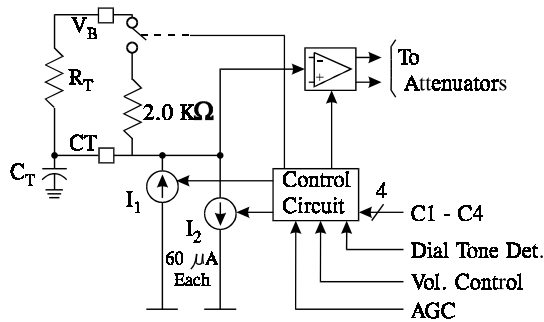 V_B
R_T
2.0 KΩ
To
Attenuators
-
+
CT
C_T
I_1
I_2
60 µA
Each
Control
Circuit
4
C1 - C4
Dial Tone Det.
Vol. Control
AGC